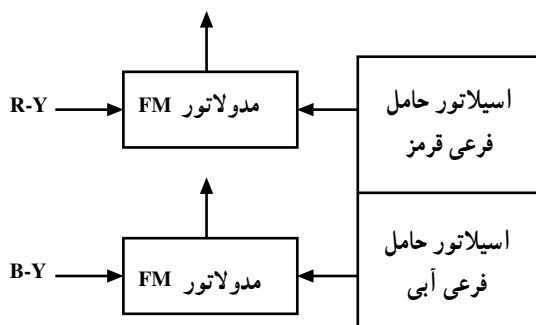 اسیلاتور حامل
فرعی قرمز
مدولاتور FM
R-Y
اسیلاتور حامل
فرعی آبی
مدولاتور FM
B-Y